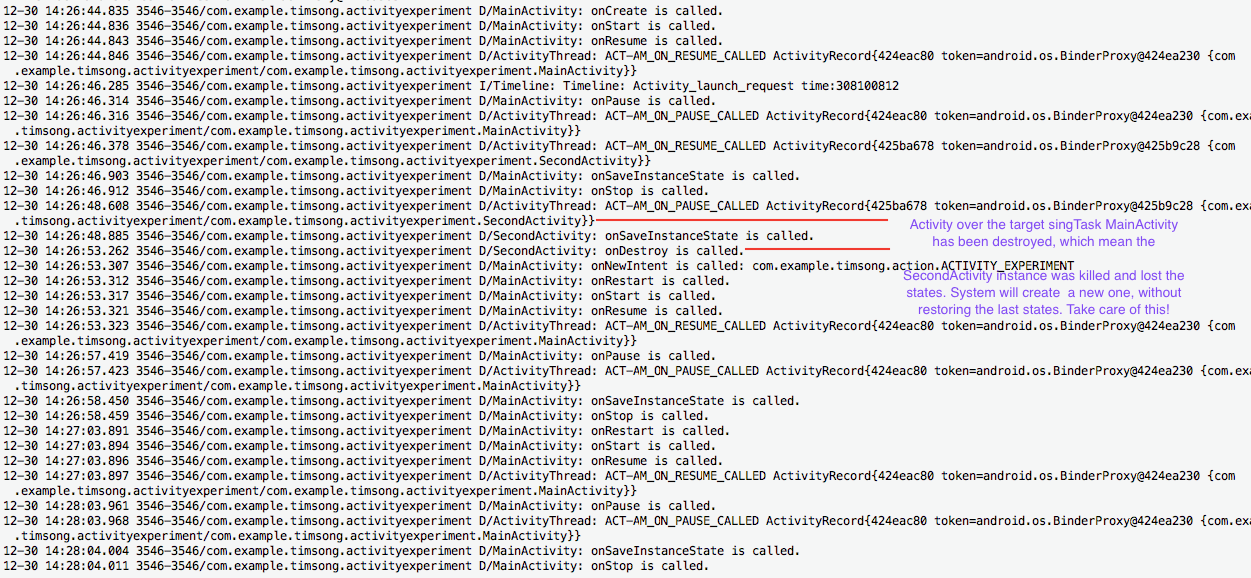 12-30 14:26:44.835 3546-3546/com.example.timsong.activityexperiment D/MainActivity: onCreate is called.
12-30 14:26:44.836 3546-3546/com.example.timsong.activityexperiment D/MainActivity: onStart is called.
12-30 14:26:44.843 3546-3546/com.example.timsong.activityexperiment D/MainActivity: onResume is called.
12-30 14:26:44.846 3546-3546/com.example.timsong.activityexperiment D/ActivityThread: ACT-AM_ON_RESUME_CALLED ActivityRecord{424eac80 token=android.os.BinderProxy@424ea230 {com
.example.timsong.activityexperiment/com.example.timsong.activityexperiment.MainActivity}}
12-30 14:26:46.285 3546-3546/com.example.timsong.activityexperiment I/Timeline: Timeline: Activity_launch_request time:308100812
12-30 14:26:46.314 3546-3546/com.example.timsong.activityexperiment D/MainActivity: onPause is called.
12-30 14:26:46.316 3546-3546/com.example.timsong.activityexperiment D/ActivityThread: ACT-AM_ON_PAUSE_CALLED ActivityRecord{424eac80 token=android.os.BinderProxy@424ea230 {com.exa
.timsong.activityexperiment/com.example.timsong.activityexperiment.MainActivity}}
12-30 14:26:46.378 3546-3546/com.example.timsong.activityexperiment D/ActivityThread: ACT-AM_ON_RESUME_CALLED ActivityRecord{425ba678 token=android.os.BinderProxy@425b9c28 {com
.example.timsong.activityexperiment/com.example.timsong.activityexperiment.SecondActivity}}
12-30 14:26:46.903 3546-3546/com.example.timsong.activityexperiment D/MainActivity: onSaveInstanceState is called.
12-30 14:26:46.912 3546-3546/com.example.timsong.activityexperiment D/MainActivity: onStop is called.
12-30 14:26:48.608 3546-3546/com.example.timsong.activityexperiment D/ActivityThread: ACT-AM_ON_PAUSE_CALLED ActivityRecord{425ba678 token=android.os.BinderProxy@425b9c28 {com.exa
.timsong.activityexperiment/com.example.timsong.activityexperiment.SecondActivity}}
Activity over the target singTask MainActivity
12-30 14:26:48.885 3546-3546/com.example.timsong.activityexperiment D/SecondActivity: onSaveInstanceState is called.
has been destroyed, which mean the
12-30 14:26:53.262 3546-3546/com.example.timsong.activityexperiment D/SecondActivity: onDestroy is called.
12-30 14:26:53.307 3546-3546/com.example.timsong.activityexperiment D/MainActivity: onNewIntent is called: com.example.timsong.action.ACTIVITY_EXPERIMENT
SecondActivity instance was killed and lost the
12-30 14:26:53.312 3546-3546/com.example.timsong.activityexperiment D/MainActivity: onRestart is called.
states. System will create a new one, without
12-30 14:26:53.317 3546-3546/com.example.timsong.activityexperiment D/MainActivity: onStart is called.
restoring the last states. Take care of this!
12-30 14:26:53.321 3546-3546/com.example.timsong.activityexperiment D/MainActivity: onResume is called.
12-30 14:26:53.323 3546-3546/com.example.timsong.activityexperiment D/ActivityThread: ACT-AM_ON_RESUME_CALLED ActivityRecord{424eac80 token=android.os.BinderProxy@424ea230 {com
.example.timsong.activityexperiment/com.example.timsong.activityexperiment.MainActivity}}
12-30 14:26:57.419 3546-3546/com.example.timsong.activityexperiment D/MainActivity: onPause is called.
12-30 14:26:57.423 3546-3546/com.example.timsong.activityexperiment D/ActivityThread: ACT-AM_ON_PAUSE_CALLED ActivityRecord{424eac80 token=android.os.BinderProxy@424ea230 {com.exa
.timsong.activityexperiment/com.example.timsong.activityexperiment.MainActivity}}
12-30 14:26:58.450 3546-3546/com.example.timsong.activityexperiment D/MainActivity: onSaveInstanceState is called.
12-30 14:26:58.459 3546-3546/com.example.timsong.activityexperiment D/MainActivity: onStop is called.
12-30 14:27:03.891 3546-3546/com.example.timsong.activityexperiment D/MainActivity: onRestart is called.
12-30 14:27:03.894 3546-3546/com.example.timsong.activityexperiment D/MainActivity: onStart is called.
12-30 14:27:03.896 3546-3546/com.example.timsong.activityexperiment D/MainActivity: onResume is called.
12-30 14:27:03.897 3546-3546/com.example.timsong.activityexperiment D/ActivityThread: ACT-AM_ON_RESUME_CALLED ActivityRecord{424eac80 token=android.os.BinderProxy@424ea230 {com
.example.timsong.activityexperiment/com.example.timsong.activityexperiment.MainActivity}}
12-30 14:28:03.961 3546-3546/com.example.timsong.activityexperiment D/MainActivity: onPause is called.
12-30 14:28:03.968 3546-3546/com.example.timsong.activityexperiment D/ActivityThread: ACT-AM_ON_PAUSE_CALLED ActivityRecord{424eac80 token=android.os.BinderProxy@424ea230 {com.exa
.timsong.activityexperiment/com.example.timsong.activityexperiment.MainActivity}}
12-30 14:28:04.004 3546-3546/com.example.timsong.activityexperiment D/MainActivity: onSaveInstanceState is called.
12-30 14:28:04.011 3546-3546/com.example.timsong.activityexperiment D/MainActivity: onStop is called.